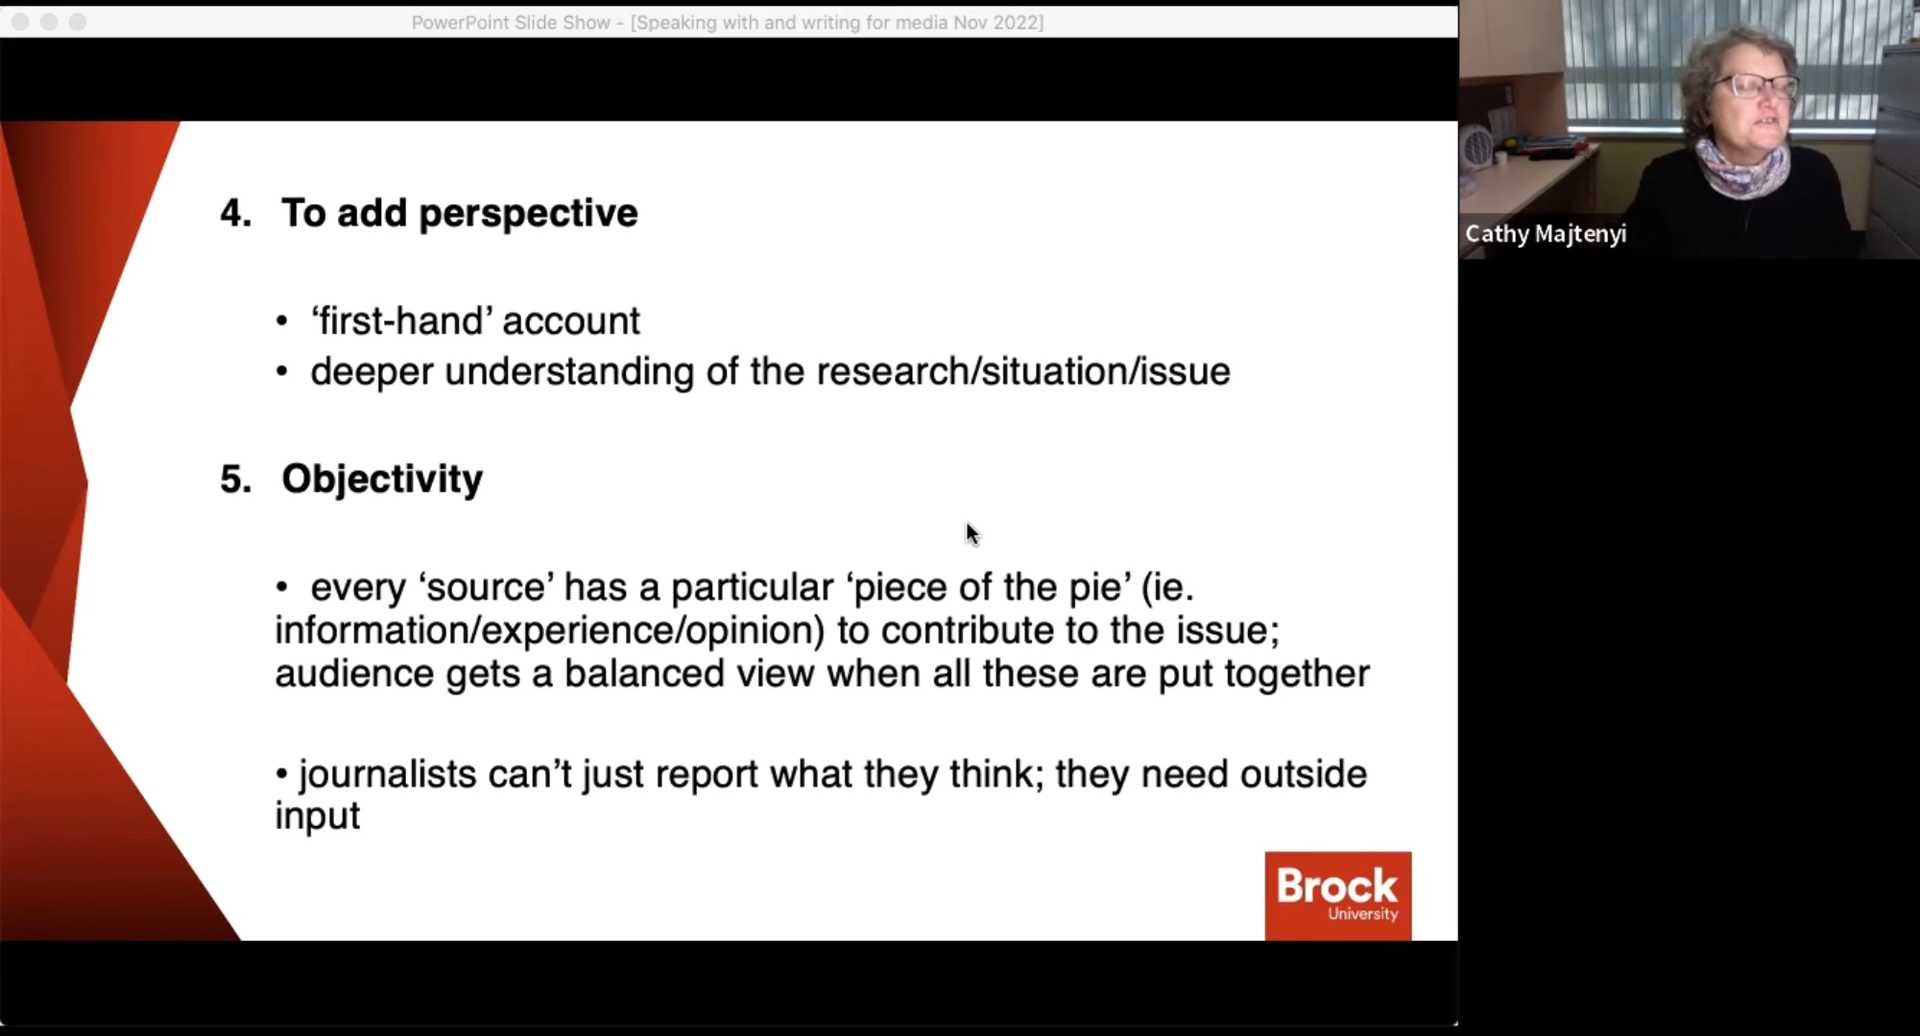 PowerPoint Slide Show - [Speaking with and writing for media Nov 2022]
4. To add perspective
• ‘first-hand’ account
• deeper understanding of the research/situation/issue
5. Objectivity
• every ‘source’ has a particular ‘piece of the pie’ (ie.
information/experience/opinion) to contribute to the issue;
audience gets a balanced view when all these are put together
• journalists can’t just report what they think; they need outside
input
Brock
University
Cathy Majtenyi